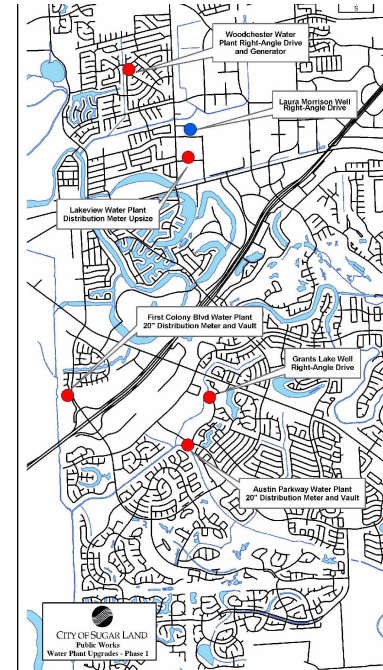 S
Woodchester Water
Plant Right-Angle Drive
and Generator
Laura Morrison Well
Right-Angle Drive
Lakeview Water Plant
Distribution Meter Upsize
First Colony Blvd Water Plant
20" Distribution Meter and Vault
Grants Lake Well
Right-Angle Drive
Austin Parkway Water Plant
20" Distribution Meter and Vault
CITY OF SUGAR LAND
Public Works
Water Plant Upgrades - Phase 1